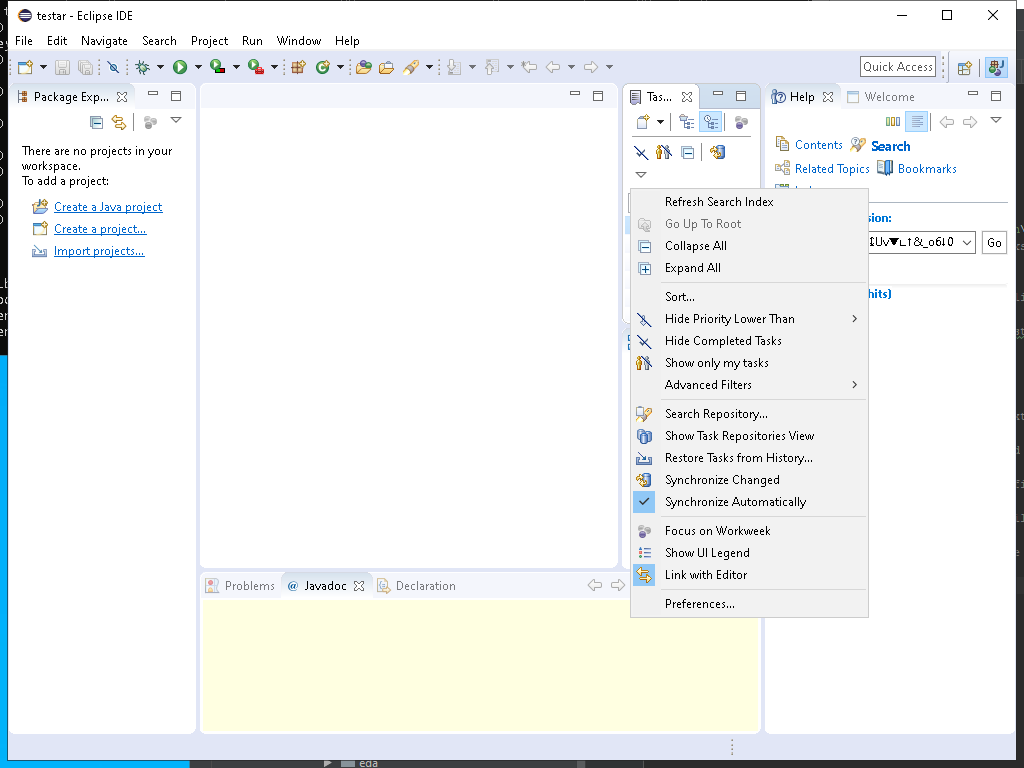 testar - Eclipse IDE
File Edit Navigate Search Project Run Window Help
Quick Access
Package Exp...
Tas...
Help
Welcome
There are no projects in your
workspace.
To add a project:
Create a Java project
Create a project...
Import projects...
Contents
Search
Related Topics
Bookmarks
Go
hits)
Refresh Search Index
Go Up To Root
Collapse All
Expand All
Sort...
Hide Priority Lower Than
Hide Completed Tasks
Show only my tasks
Advanced Filters
Search Repository...
Show Task Repositories View
Restore Tasks from History...
Synchronize Changed
Synchronize Automatically
Focus on Workweek
Show UI Legend
Link with Editor
Preferences...
Problems
@ Javadoc
Declaration
eda